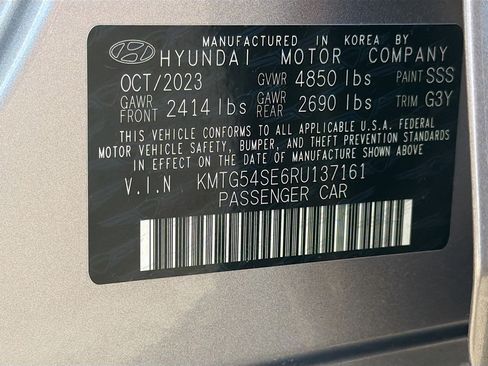 MANUFACTURED IN KOREA BY
HYUNDAI MOTOR COMPANY
OCT/2023 GVWR 4850 lbs PAINT SSS
GAWR FRONT 2414 lbs GAWR REAR 2690 lbs TRIM G3Y
THIS VEHICLE CONFORMS TO ALL APPLICABLE U.S.A. FEDERAL
MOTOR VEHICLE SAFETY, BUMPER, AND THEFT PREVENTION STANDARDS
IN EFFECT ON THE DATE OF MANUFACTURE SHOWN ABOVE.
V.I.N KMTG54SE6RU137161
PASSENGER CAR